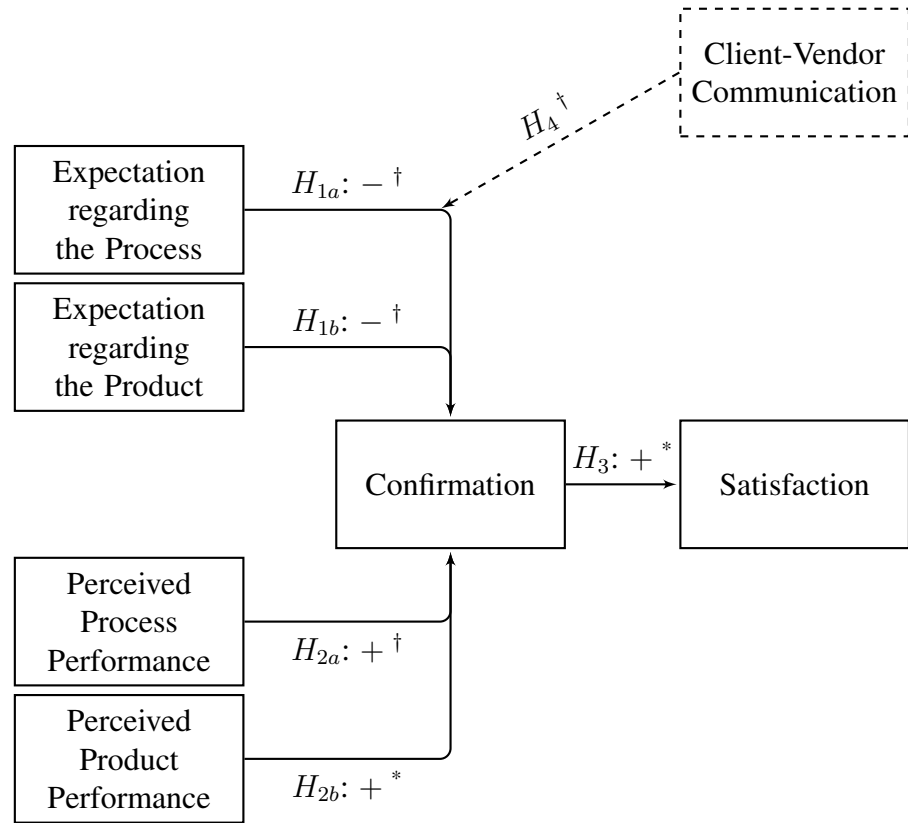 Client-Vendor
Communication
H4 †
Expectation
regarding
the Process
H1a: − †
Expectation
regarding
the Product
H1b: − †
Confirmation
H3: + *
Satisfaction
Perceived
Process
Performance
H2a: + †
Perceived
Product
Performance
H2b: + *